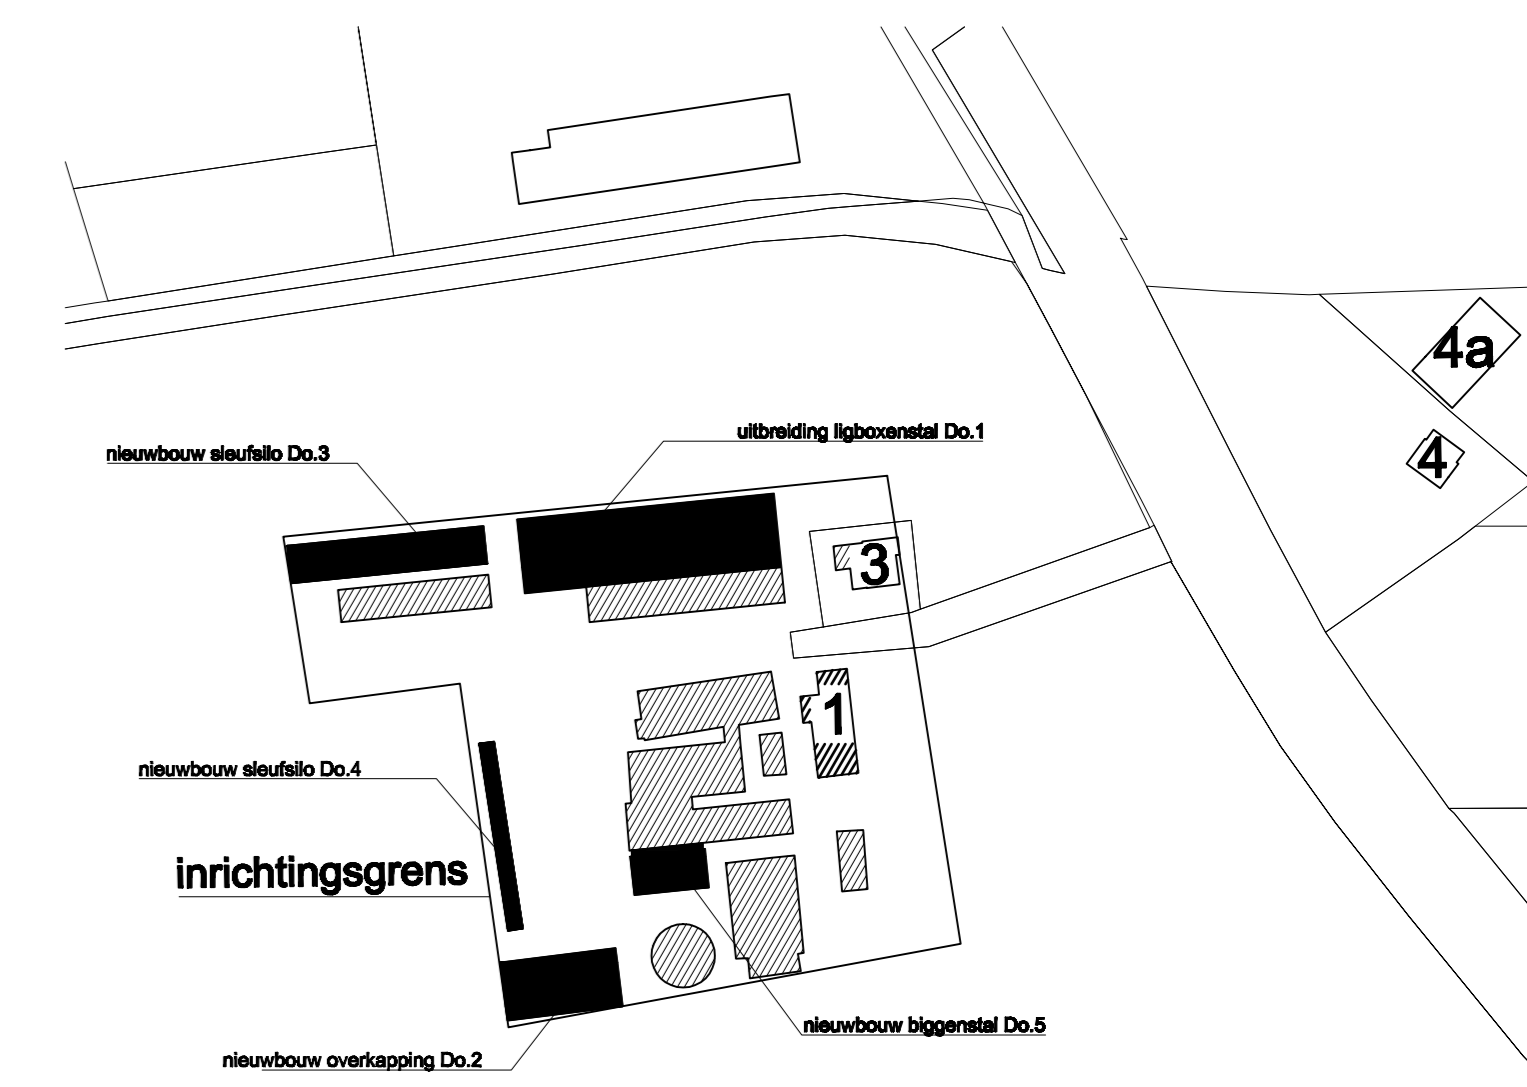 4a
uitbreiding ligboxenstal Do.1
nieuwbouw sleufsilo Do.3
4
3
1
nieuwbouw sleufsilo Do.4
inrichtingsgrens
nieuwbouw biggenstal Do.5
nieuwbouw overkapping Do.2